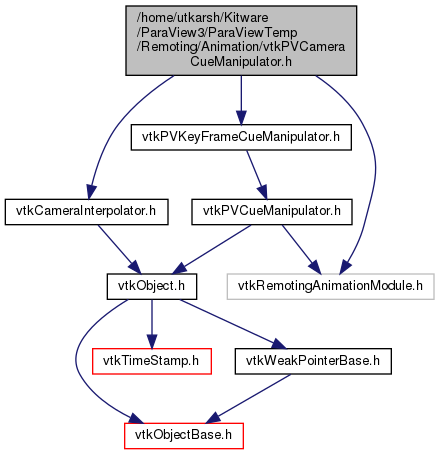 /home/utkarsh/Kitware
/ParaView3/ParaViewTemp
/Remoting/Animation/vtkPVCamera
CueManipulator.h
vtkPVKeyFrameCueManipulator.h
vtkCameraInterpolator.h
vtkPVCueManipulator.h
vtkObject.h
vtkRemotingAnimationModule.h
vtkTimeStamp.h
vtkWeakPointerBase.h
vtkObjectBase.h